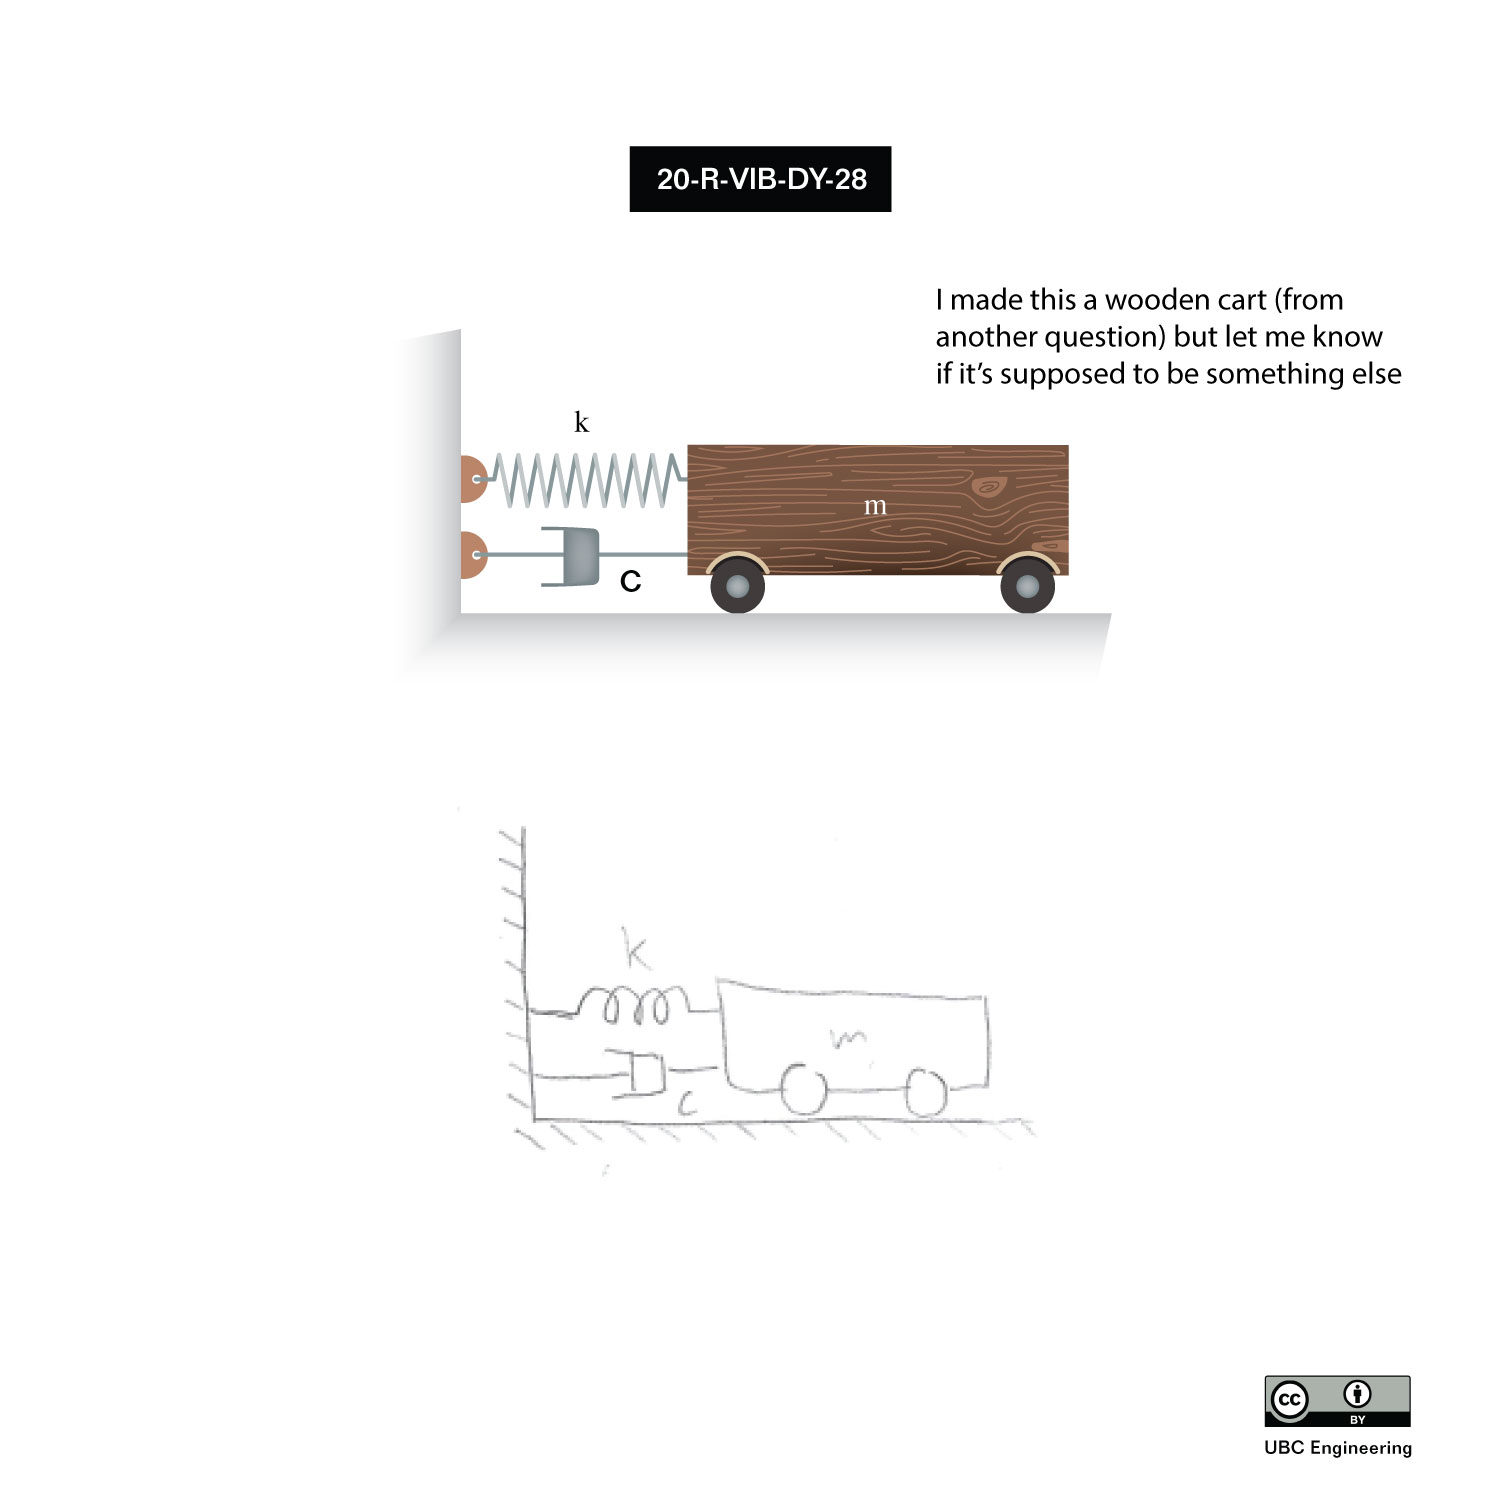 20-R-VIB-DY-28
I made this a wooden cart (from
another question) but let me know
if it's supposed to be something else
k
m
C
k
m
c
cc
BY
UBC Engineering